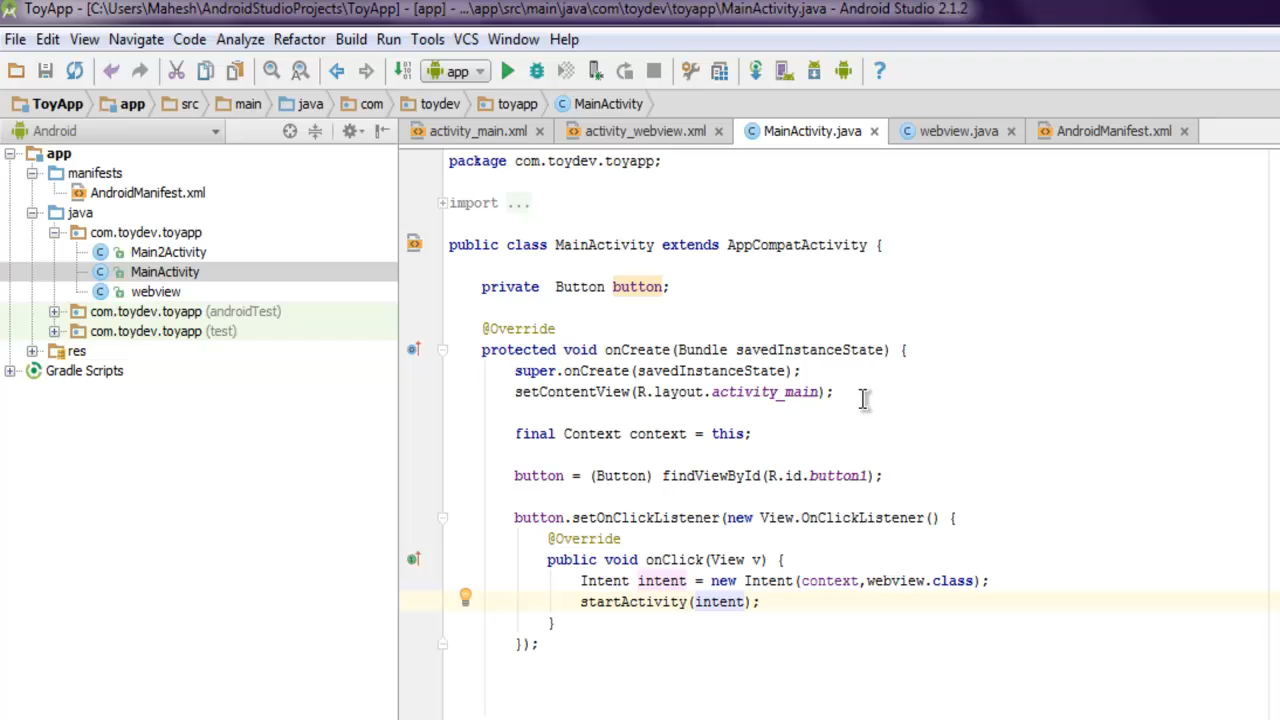 ToyApp - [C:\Users\Mahesh\AndroidStudioProjects\ToyApp] - [app] - ...\app\src\main\java\com\toydev\toyapp\MainActivity.java - Android Studio 2.1.2
File Edit View Navigate Code Analyze Refactor Build Run Tools VCS Window Help
app
ToyApp app src main java com toydev toyapp MainActivity
Android
activity_main.xml activity_webview.xml MainActivity.java webview.java AndroidManifest.xml
app
manifests
AndroidManifest.xml
java
com.toydev.toyapp
Main2Activity
MainActivity
webview
com.toydev.toyapp (androidTest)
com.toydev.toyapp (test)
res
Gradle Scripts
package com.toydev.toyapp;
import ...
public class MainActivity extends AppCompatActivity {
private  Button button;
@Override
protected void onCreate(Bundle savedInstanceState) {
super.onCreate(savedInstanceState);
setContentView(R.layout.activity_main);
final Context context = this;
button = (Button) findViewById(R.id.button1);
button.setOnClickListener(new View.OnClickListener() {
@Override
public void onClick(View v) {
Intent intent = new Intent(context,webview.class);
startActivity(intent);
}
});